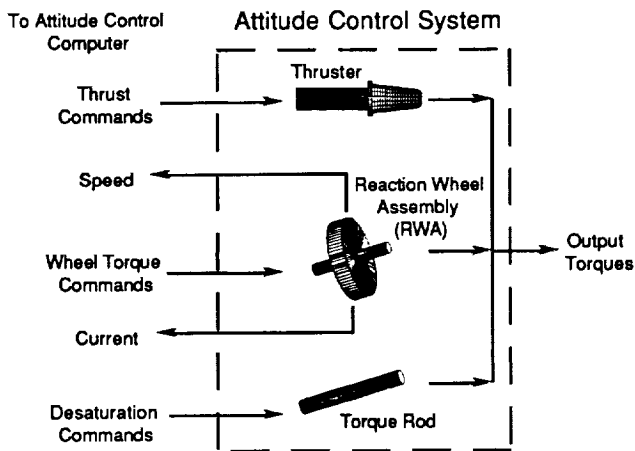 To Attitude Control
Computer
Attitude Control System
Thruster
Thrust
Commands
Speed
Reaction Wheel
Assembly
(RWA)
Wheel Torque
Commands
Output
Torques
Current
Desaturation
Commands
Torque Rod